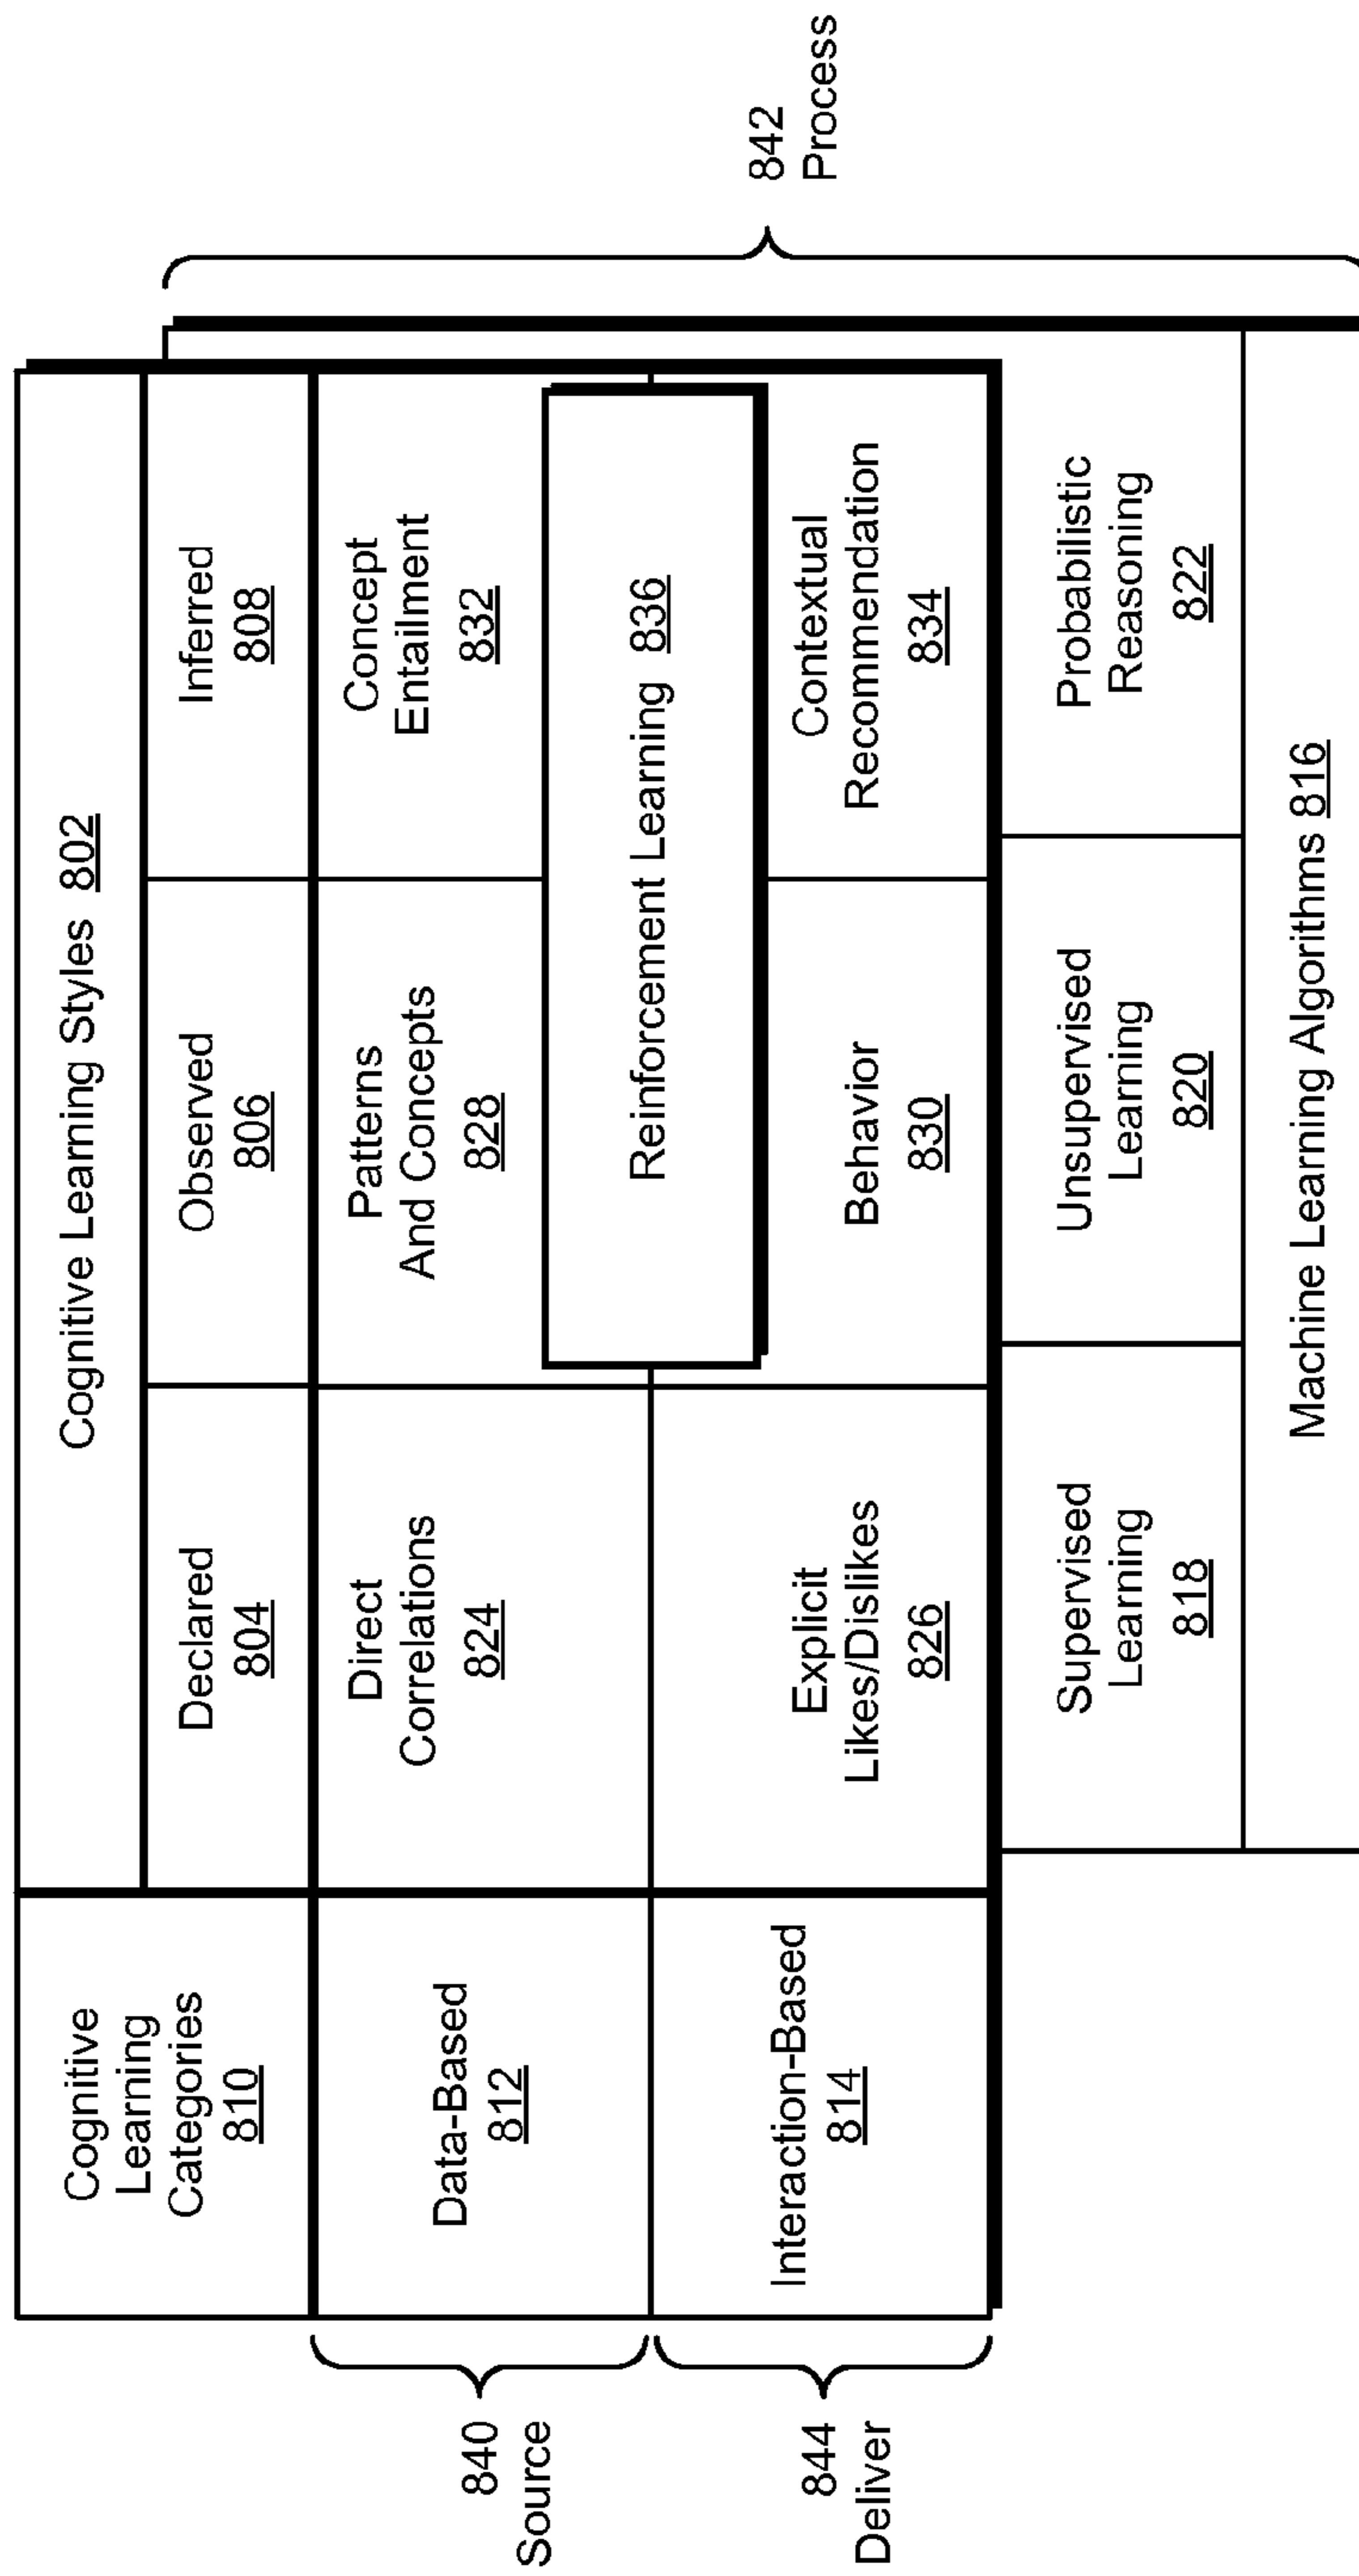 Cognitive
Learning
Categories
810
Cognitive Learning Styles 802
Declared
804
Observed
806
Inferred
808
840
Source
Data-Based
812
Direct
Correlations
824
Patterns
And Concepts
828
Concept
Entailment
832
Reinforcement Learning 836
844
Deliver
Interaction-Based
814
Explicit
Likes/Dislikes
826
Behavior
830
Contextual
Recommendation
834
842
Process
Supervised
Learning
818
Unsupervised
Learning
820
Probabilistic
Reasoning
822
Machine Learning Algorithms 816